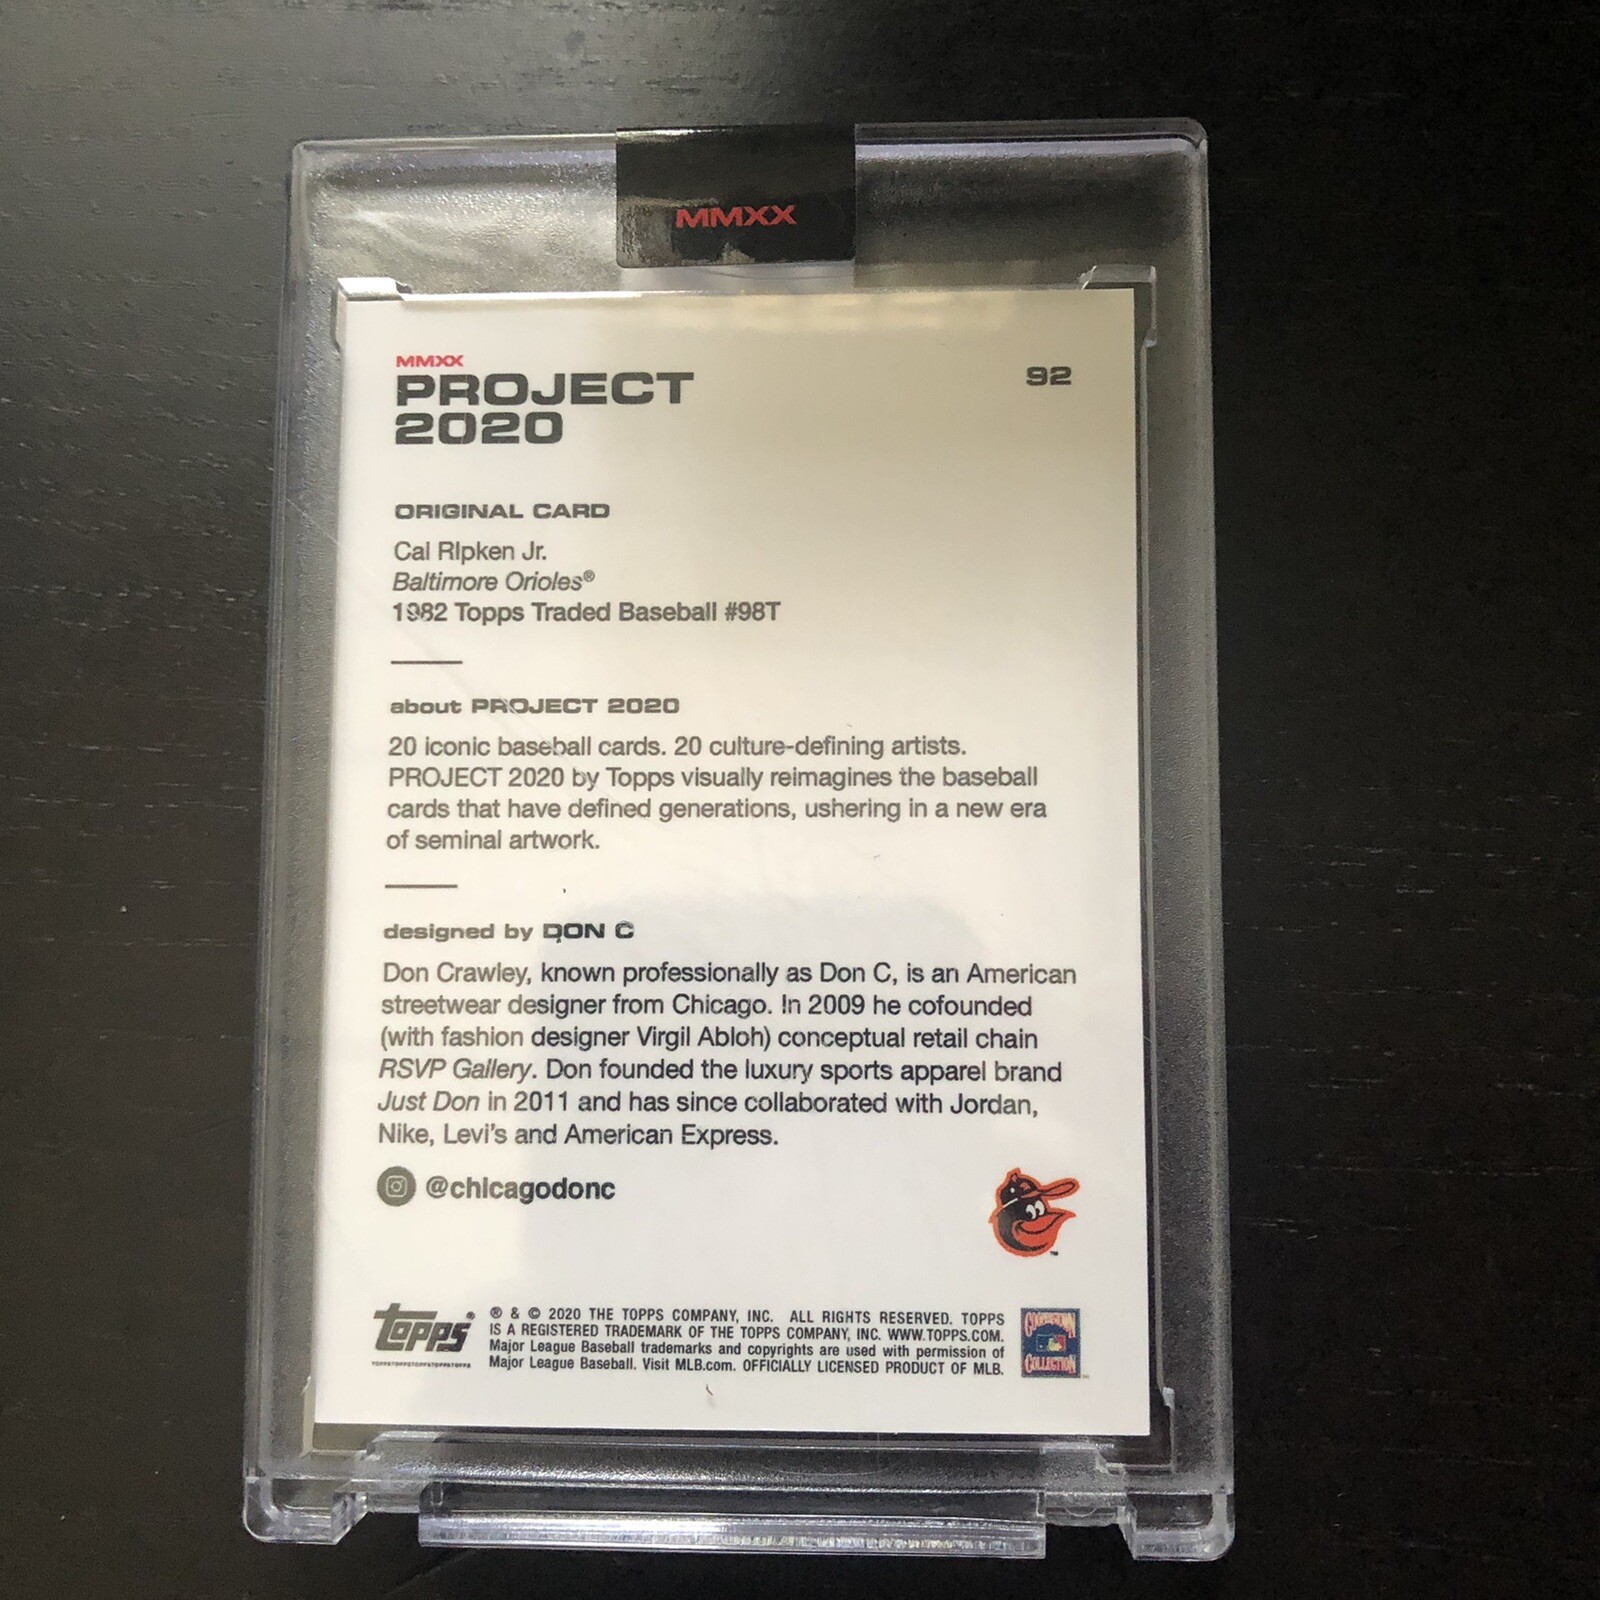 MMXX
MMXX
PROJECT
2020
92
ORIGINAL CARD
Cal RIpken Jr.
Baltimore Orioles®
1982 Topps Traded Baseball #98T
about PROJECT 2020
20 iconic baseball cards. 20 culture-defining artists.
PROJECT 2020 by Topps visually reimagines the baseball
cards that have defined generations, ushering in a new era
of seminal artwork.
designed by DON C
Don Crawley, known professionally as Don C, is an American
streetwear designer from Chicago. In 2009 he cofounded
(with fashion designer Virgil Abloh) conceptual retail chain
RSVP Gallery. Don founded the luxury sports apparel brand
Just Don in 2011 and has since collaborated with Jordan,
Nike, Levi's and American Express.
@chicagodonc
™
topps®
TOPPSTOPPSTOPPSTOPPSTOPPS
® & © 2020 THE TOPPS COMPANY, INC. ALL RIGHTS RESERVED. TOPPS
IS A REGISTERED TRADEMARK OF THE TOPPS COMPANY, INC. WWW.TOPPS.COM.
Major League Baseball trademarks and copyrights are used with permission of
Major League Baseball. Visit MLB.com. OFFICIALLY LICENSED PRODUCT OF MLB.
COOPERSTOWN
COLLECTION